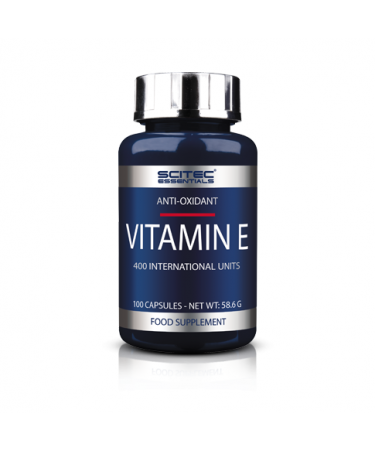 SCITEC
ESSENTIALS
ANTI-OXIDANT
VITAMIN E
400 INTERNATIONAL UNITS
100 CAPSULES - NET WT: 58.6 G
FOOD SUPPLEMENT